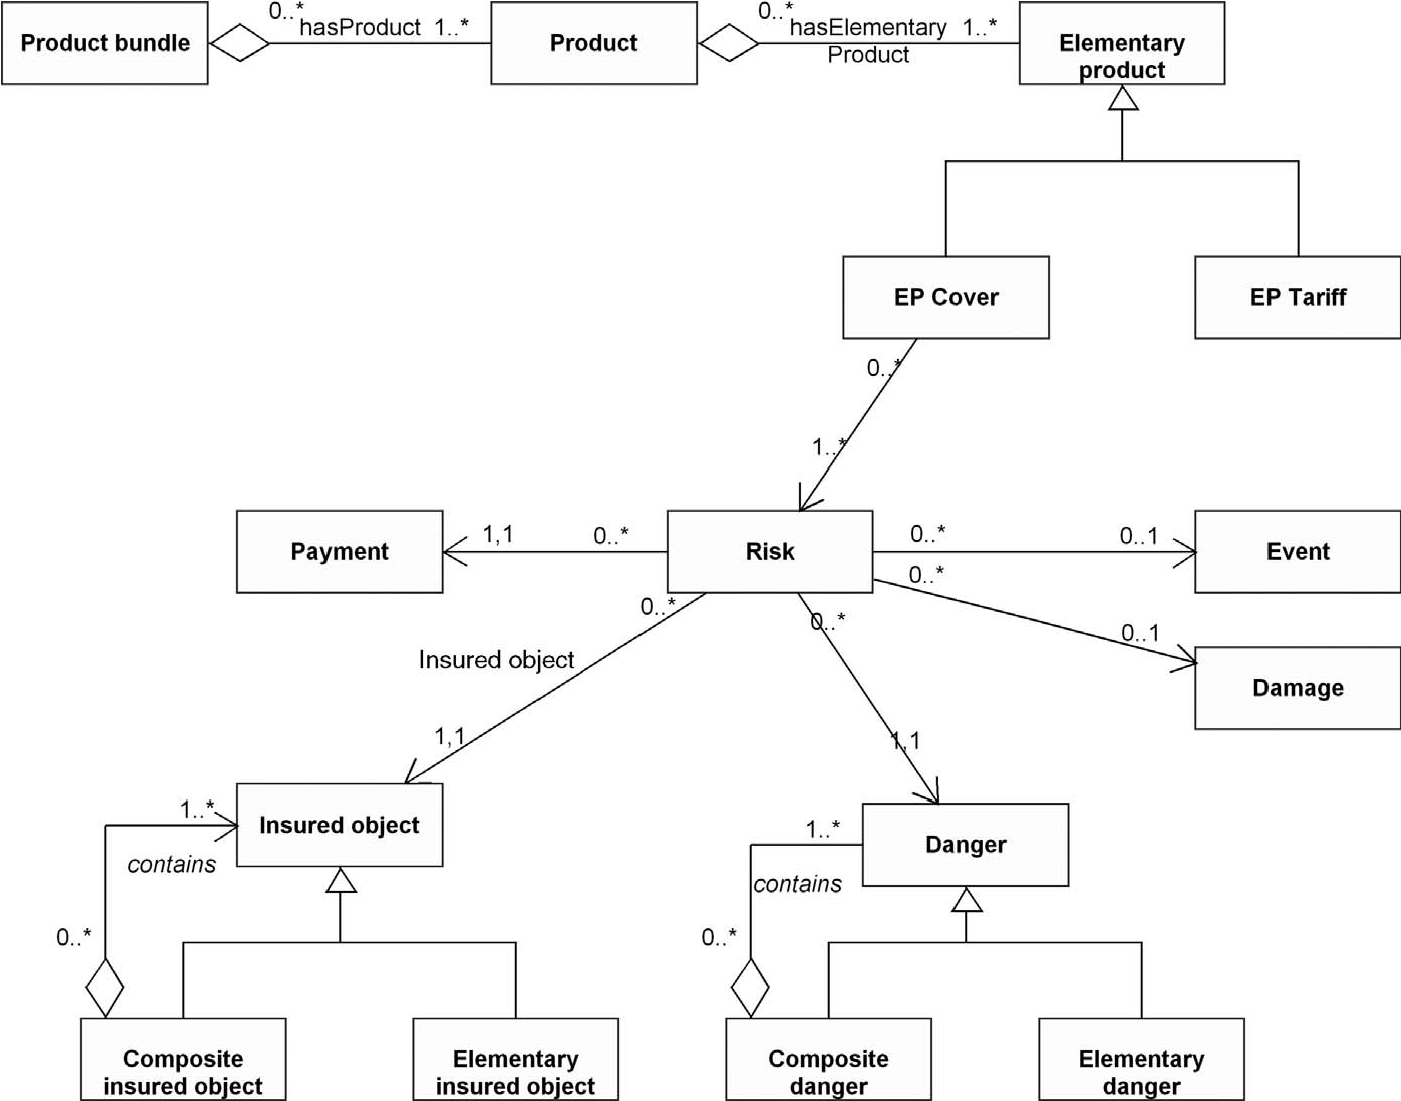 0..*
hasProduct 1..*
Product bundle
Product
0..*
hasElementary 1..*
Product
Elementary
product
EP Cover
EP Tariff
0..*
1..*
Payment
1,1
0..*
Risk
0..*
0..1
Event
0..*
0..1
Damage
0..*
0..*
Insured object
1,1
1,1
1..*
Insured object
contains
0..*
1..*
Danger
contains
0..*
Composite
insured object
Elementary
insured object
Composite
danger
Elementary
danger